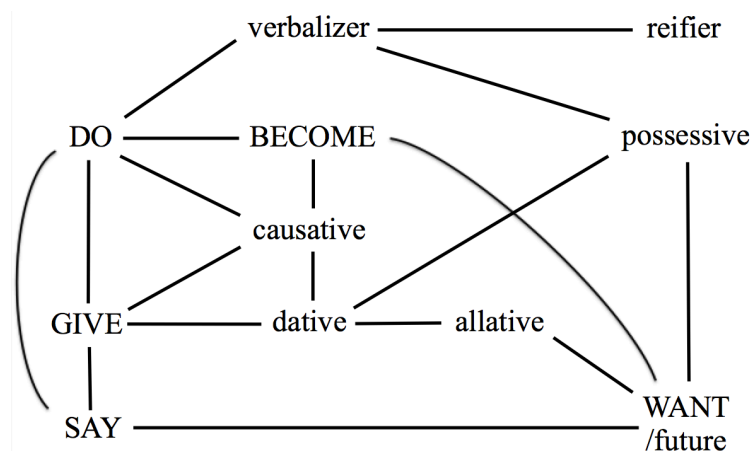 verbalizer reifier
DO BECOME possessive
causative
GIVE dative allative
WANT
SAY
/future